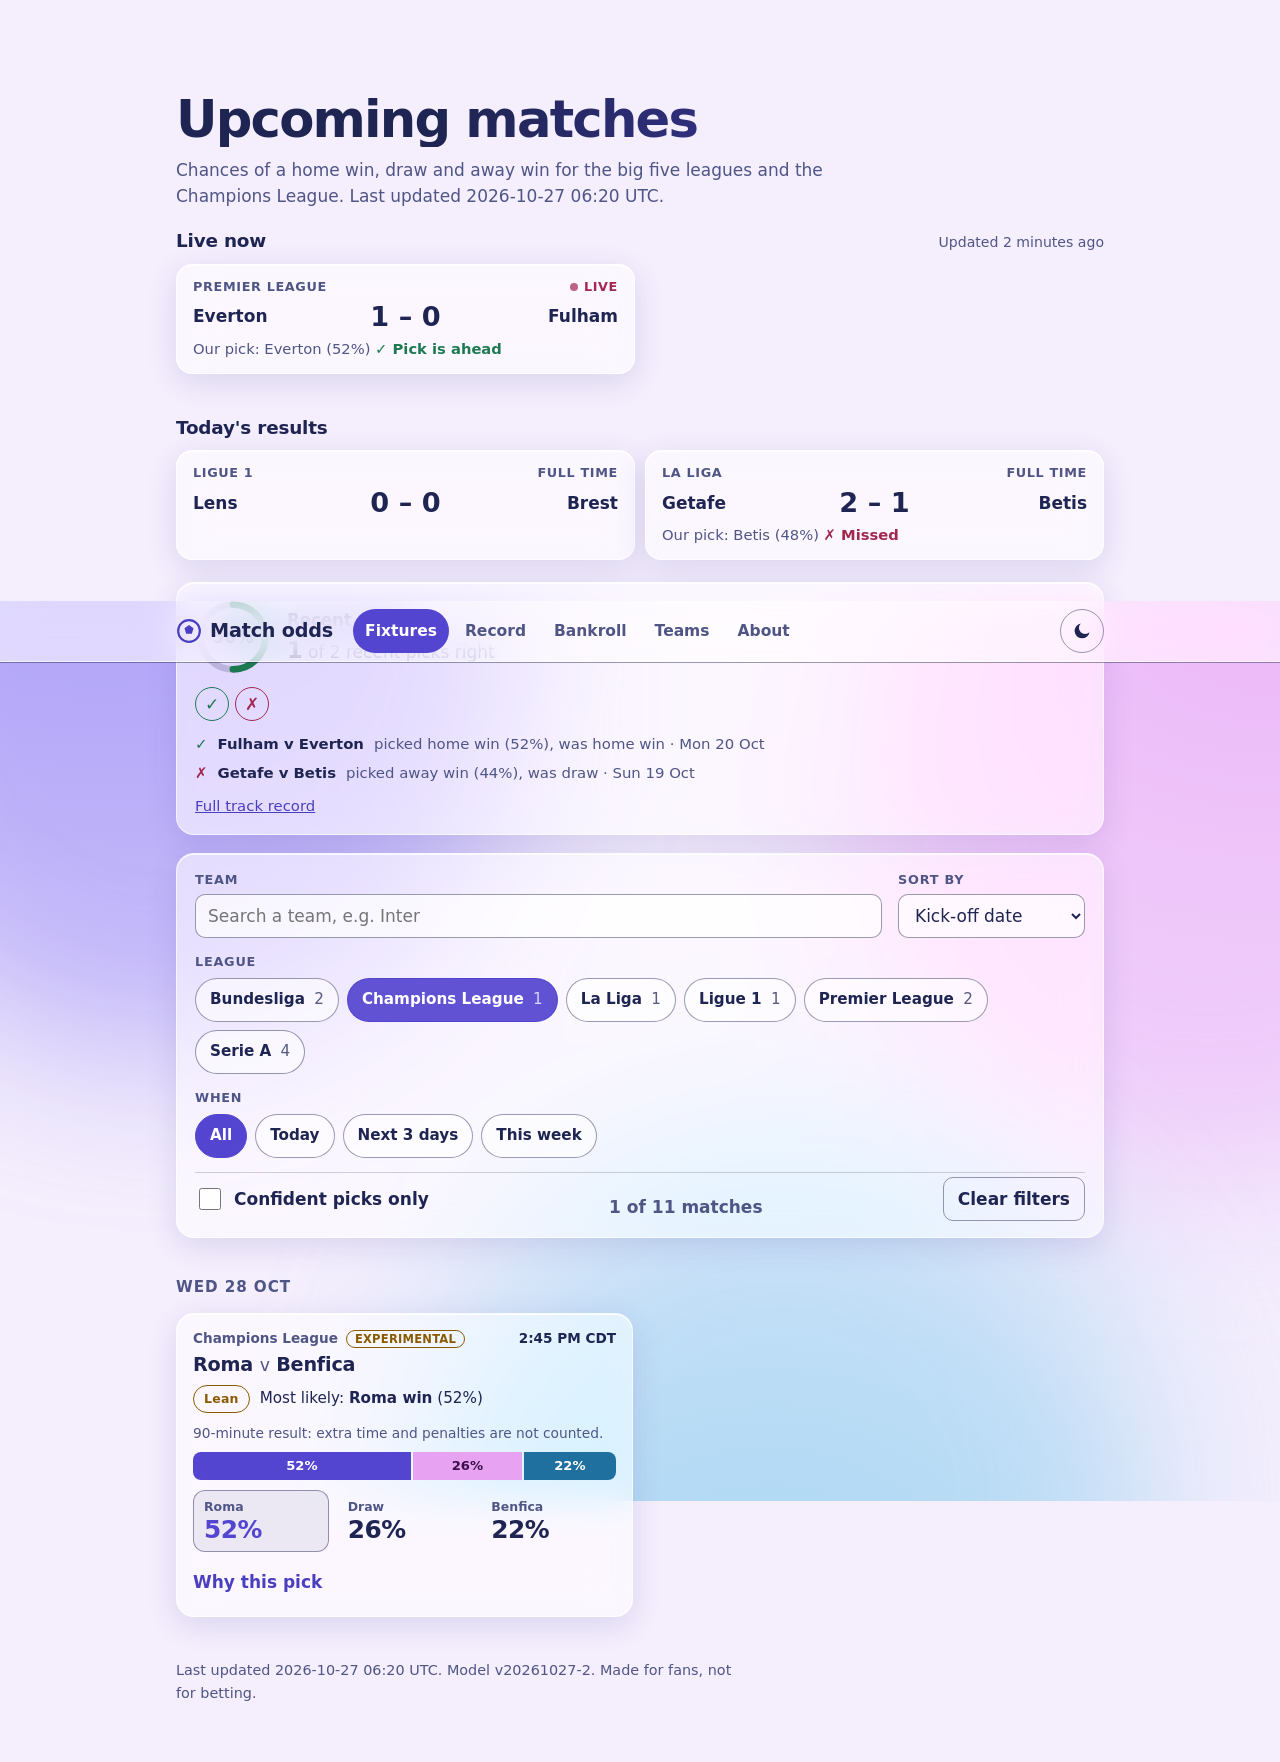 Upcoming matches
Chances of a home win, draw and away win for the big five leagues and the
Champions League. Last updated 2026-10-27 06:20 UTC.
Live now
Updated 2 minutes ago
PREMIER LEAGUE
LIVE
Everton 1 – 0 Fulham
Our pick: Everton (52%) ✓ Pick is ahead
Today's results
LIGUE 1 FULL TIME
Lens 0 – 0 Brest
LA LIGA FULL TIME
Getafe 2 – 1 Betis
Our pick: Betis (48%) ✗ Missed
Recent
Match odds Fixtures Record Bankroll Teams About
1 of 2 recent picks right
✓ ✗
✓ Fulham v Everton picked home win (52%), was home win · Mon 20 Oct
✗ Getafe v Betis picked away win (44%), was draw · Sun 19 Oct
Full track record
TEAM
Search a team, e.g. Inter
SORT BY
Kick-off date
LEAGUE
Bundesliga 2 Champions League 1 La Liga 1 Ligue 1 1 Premier League 2
Serie A 4
WHEN
All Today Next 3 days This week
Confident picks only 1 of 11 matches Clear filters
WED 28 OCT
Champions League EXPERIMENTAL 2:45 PM CDT
Roma v Benfica
Lean Most likely: Roma win (52%)
90-minute result: extra time and penalties are not counted.
52% 26% 22%
Roma Draw Benfica
52% 26% 22%
Why this pick
Last updated 2026-10-27 06:20 UTC. Model v20261027-2. Made for fans, not
for betting.